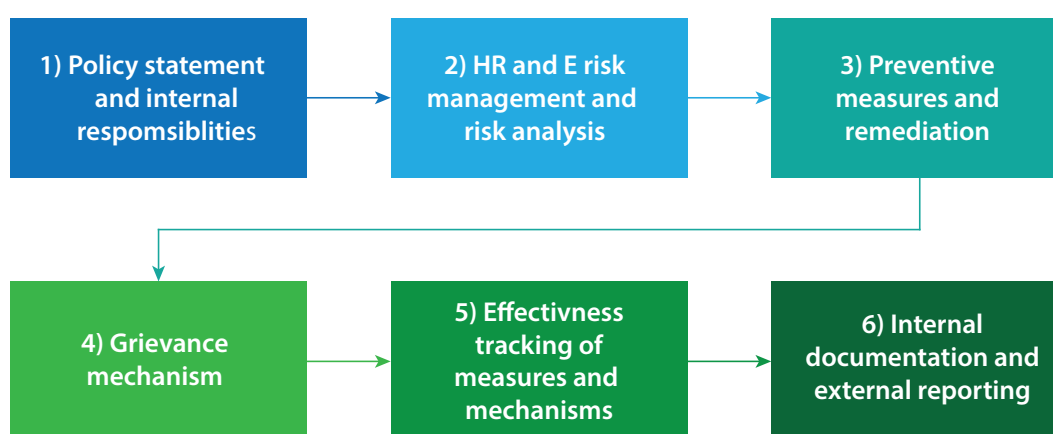 1) Policy statement
and internal
respomsiblities
2) HR and E risk
management and
risk analysis
3) Preventive
measures and
remediation
4) Grievance
mechanism
5) Effectivness
tracking of
measures and
mechanisms
6) Internal
documentation and
external reporting